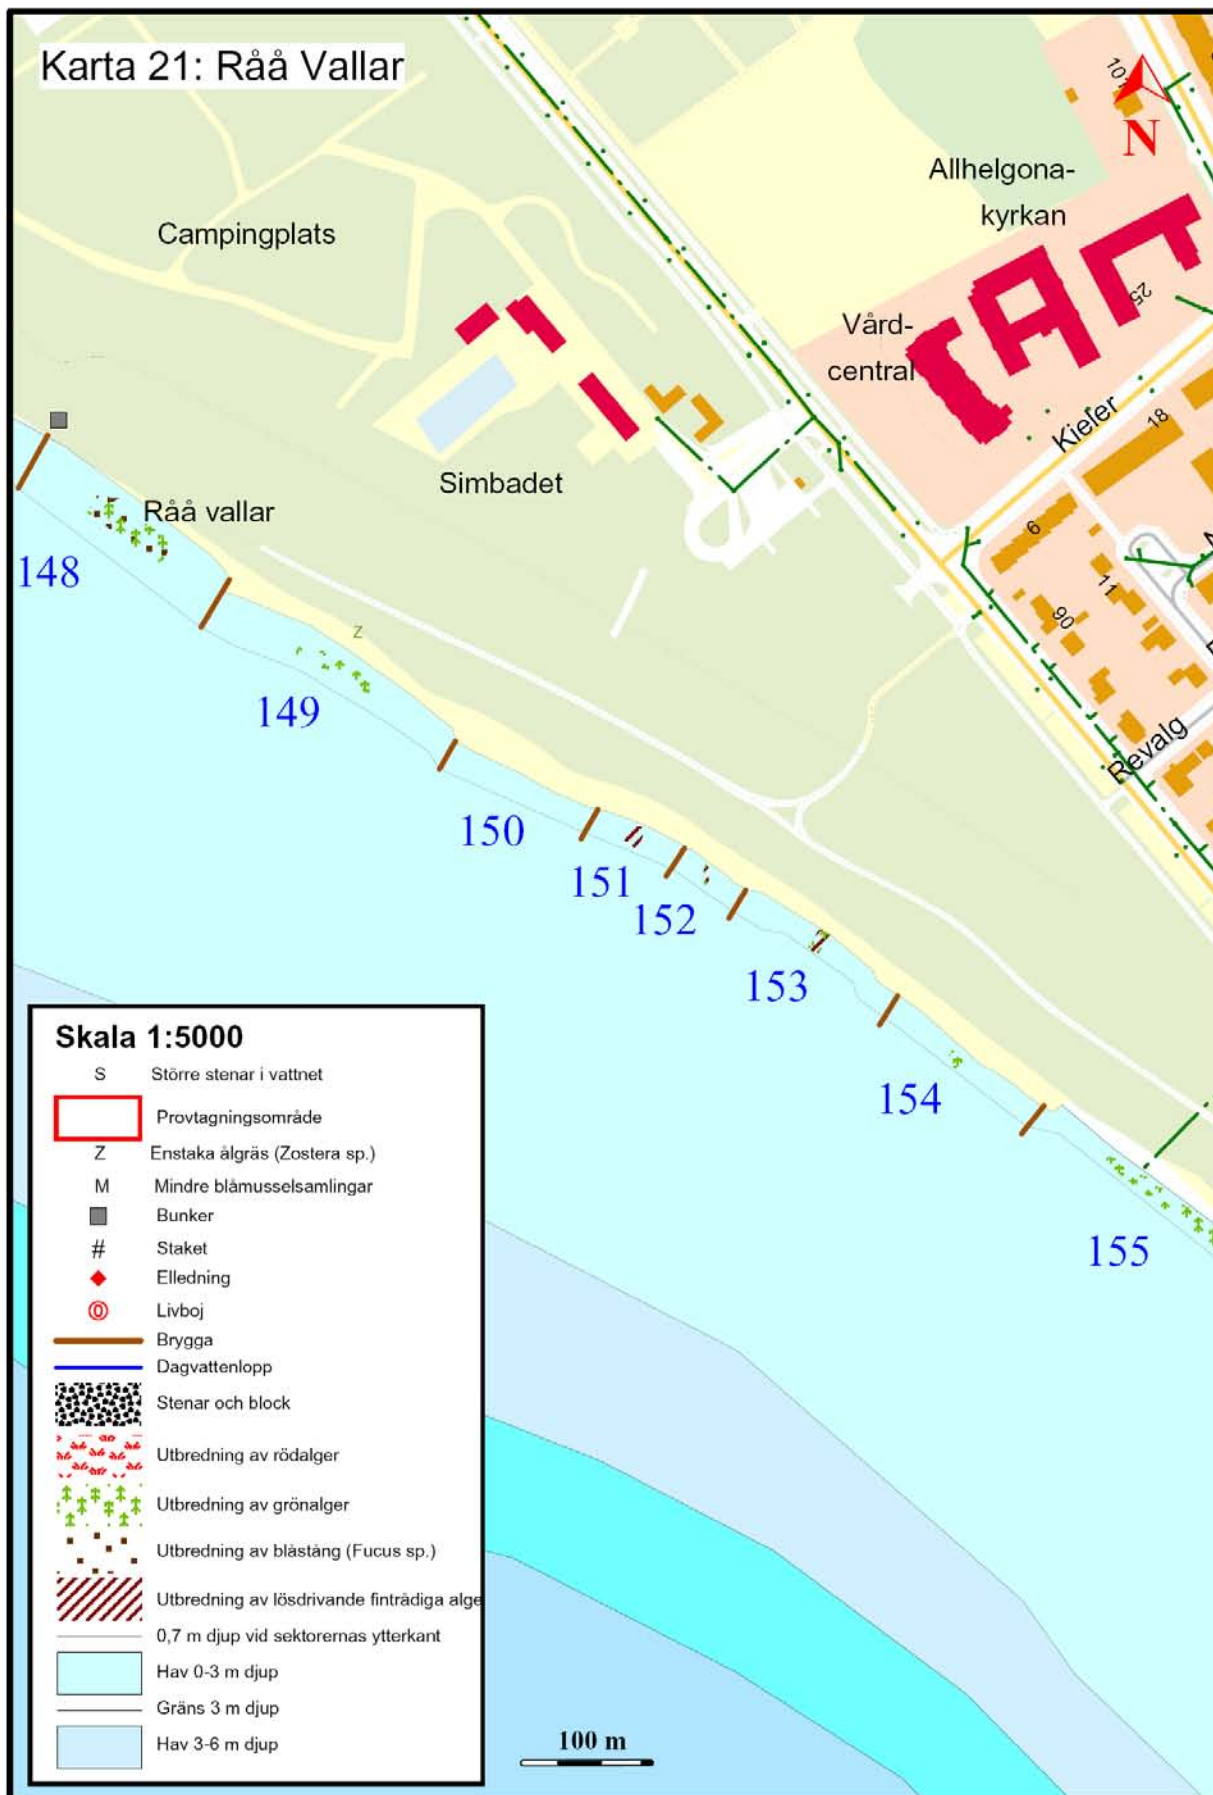 Karta 21: Råå Vallar
101
N
Allhelgona-
kyrkan
Campingplats
25
Vård-
central
Kieler
18
Simbadet
Råå vallar
9
148
11
90
149
Revalg
150
151
152
153
154
155
Skala 1:5000
S Större stenar i vattnet
Provtagningsområde
Z Enstaka ålgräs (Zostera sp.)
M Mindre blåmusselsamlingar
Bunker
# Staket
Elledning
Livboj
Brygga
Dagvattenlopp
Stenar och block
Utbredning av rödalger
Utbredning av grönalger
Utbredning av blåstång (Fucus sp.)
Utbredning av lösdrivande fintrådiga alge
0,7 m djup vid sektorernas ytterkant
Hav 0-3 m djup
Gräns 3 m djup
Hav 3-6 m djup
100 m